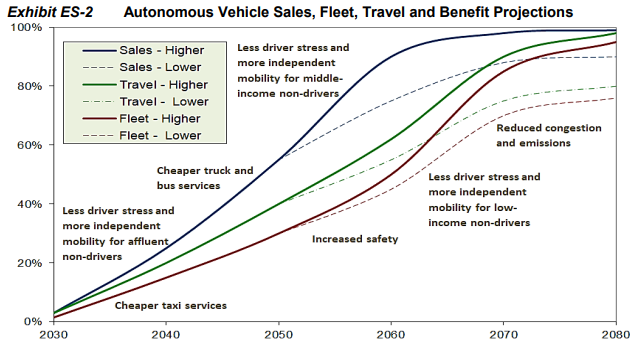 Exhibit ES-2 Autonomous Vehicle Sales, Fleet, Travel and Benefit Projections
100%
80%
60%
40%
20%
0%
Sales - Higher
Sales - Lower
Travel - Higher
Travel - Lower
Fleet - Higher
Fleet - Lower
Less driver stress and
more independent
mobility for middle-
income non-drivers
Cheaper truck and
bus services
Less driver stress and
more independent
mobility for affluent
non-drivers
Cheaper taxi services
Increased safety
Reduced congestion
and emissions
Less driver stress and
more independent
mobility for low-
income non-drivers
2030
2040
2050
2060
2070
2080